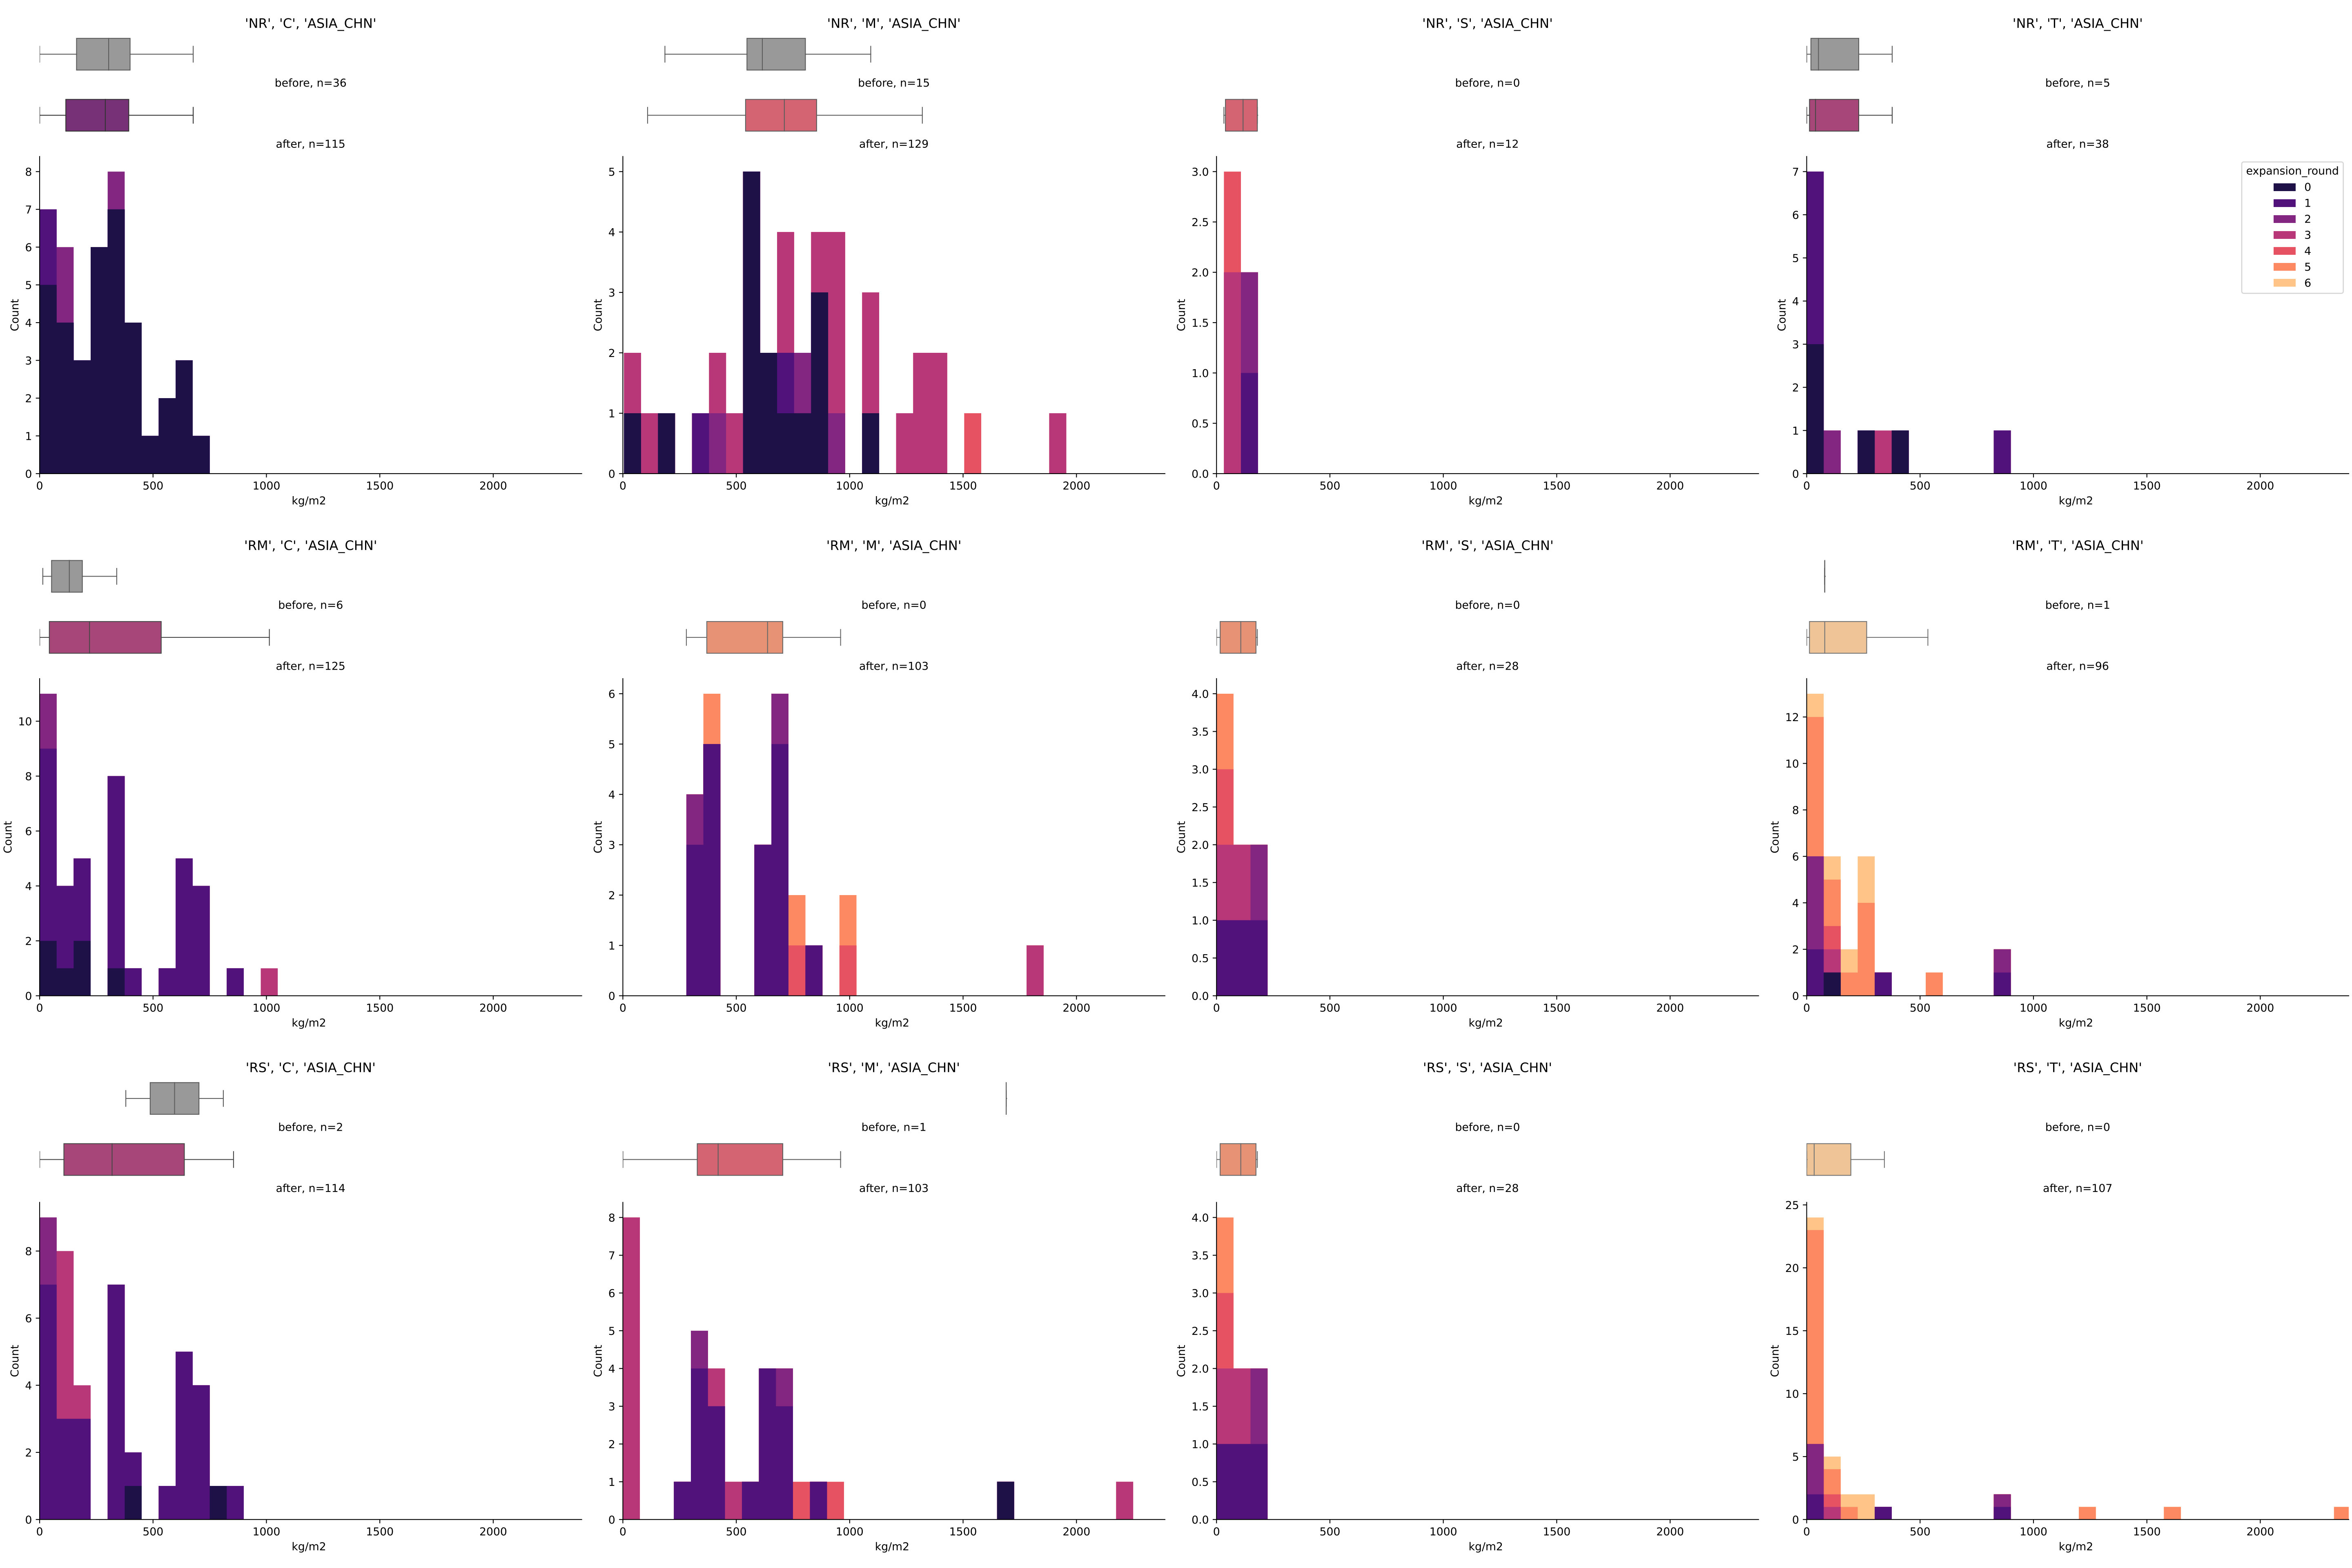 'NR', 'C', 'ASIA_CHN'
before, n=36
after, n=115
8
7
6
5
4
3
2
1
0
Count
0 500 1000 1500 2000
kg/m2
'NR', 'M', 'ASIA_CHN'
before, n=15
after, n=129
5
4
3
2
1
0
Count
0 500 1000 1500 2000
kg/m2
'NR', 'S', 'ASIA_CHN'
before, n=0
after, n=12
3.0
2.5
2.0
1.5
1.0
0.5
0.0
Count
0 500 1000 1500 2000
kg/m2
'NR', 'T', 'ASIA_CHN'
before, n=5
after, n=38
7
6
5
4
3
2
1
0
Count
expansion_round
0
1
2
3
4
5
6
0 500 1000 1500 2000
kg/m2
'RM', 'C', 'ASIA_CHN'
before, n=6
after, n=125
10
8
6
4
2
0
Count
0 500 1000 1500 2000
kg/m2
'RM', 'M', 'ASIA_CHN'
before, n=0
after, n=103
6
5
4
3
2
1
0
Count
0 500 1000 1500 2000
kg/m2
'RM', 'S', 'ASIA_CHN'
before, n=0
after, n=28
4.0
3.5
3.0
2.5
2.0
1.5
1.0
0.5
0.0
Count
0 500 1000 1500 2000
kg/m2
'RM', 'T', 'ASIA_CHN'
before, n=1
after, n=96
12
10
8
6
4
2
0
Count
0 500 1000 1500 2000
kg/m2
'RS', 'C', 'ASIA_CHN'
before, n=2
after, n=114
8
6
4
2
0
Count
0 500 1000 1500 2000
kg/m2
'RS', 'M', 'ASIA_CHN'
before, n=1
after, n=103
8
7
6
5
4
3
2
1
0
Count
0 500 1000 1500 2000
kg/m2
'RS', 'S', 'ASIA_CHN'
before, n=0
after, n=28
4.0
3.5
3.0
2.5
2.0
1.5
1.0
0.5
0.0
Count
0 500 1000 1500 2000
kg/m2
'RS', 'T', 'ASIA_CHN'
before, n=0
after, n=107
25
20
15
10
5
0
Count
0 500 1000 1500 2000
kg/m2